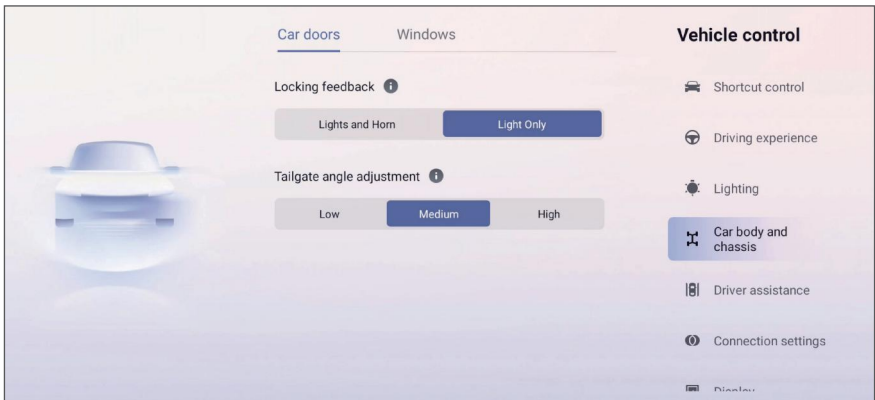 Car doors
Windows
Vehicle control
Locking feedback
Lights and Horn
Light Only
Tailgate angle adjustment
Low
Medium
High
Shortcut control
Driving experience
Lighting
Car body and
chassis
Driver assistance
Connection settings
Display